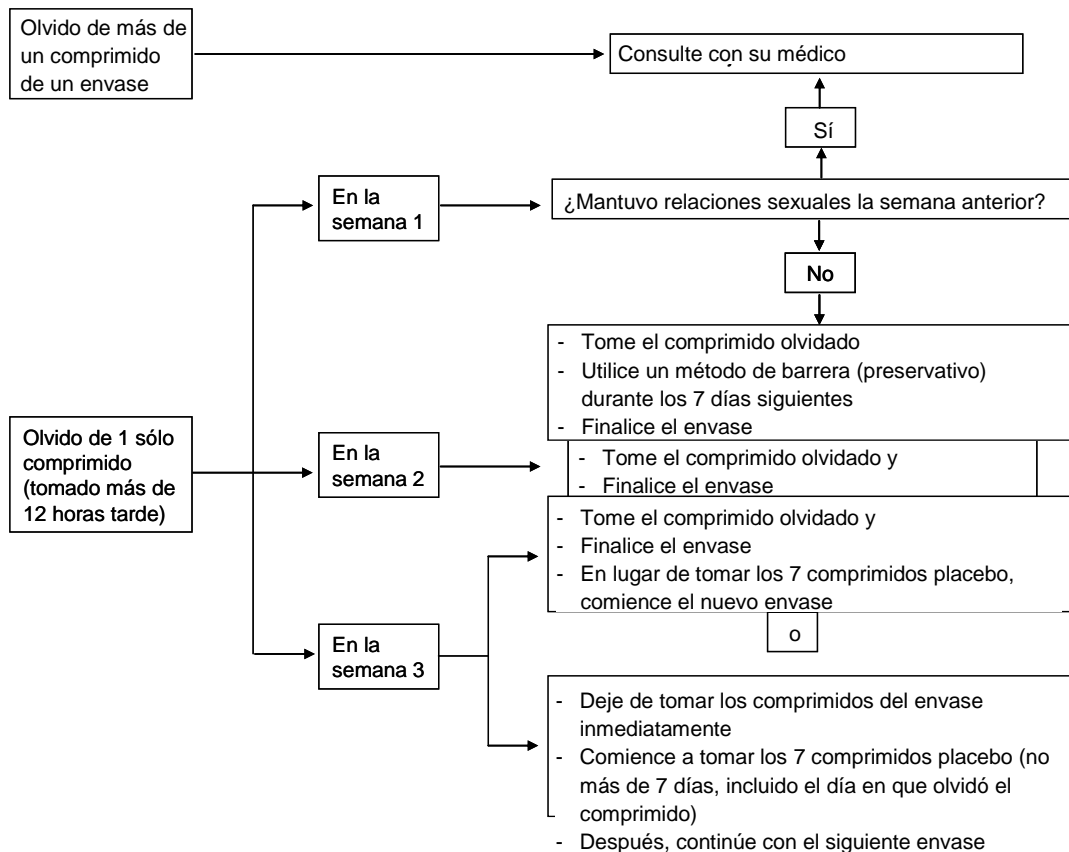 Olvido de más de
un comprimido
de un envase
Consulte con su médico
Sí
En la
semana 1
¿Mantuvo relaciones sexuales la semana anterior?
No
- Tome el comprimido olvidado
- Utilice un método de barrera (preservativo)
durante los 7 días siguientes
- Finalice el envase
Olvido de 1 sólo
comprimido
(tomado más de
12 horas tarde)
En la
semana 2
- Tome el comprimido olvidado y
- Finalice el envase
- Tome el comprimido olvidado y
- Finalice el envase
- En lugar de tomar los 7 comprimidos placebo,
comience el nuevo envase
o
En la
semana 3
- Deje de tomar los comprimidos del envase
inmediatamente
- Comience a tomar los 7 comprimidos placebo (no
más de 7 días, incluido el día en que olvidó el
comprimido)
- Después, continúe con el siguiente envase